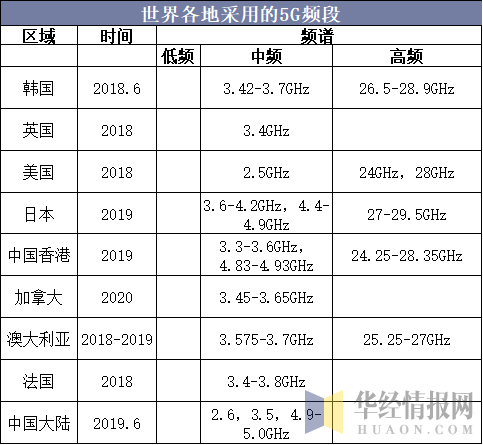 世界各地采用的5G频段
区域 时间 频谱
低频 中频 高频
韩国 2018.6 3.42-3.7GHz 26.5-28.9GHz
英国 2018 3.4GHz
美国 2018 2.5GHz 24GHz, 28GHz
日本 2019 3.6-4.2GHz, 4.4-
4.9GHz 27-29.5GHz
中国香港 2019 3.3-3.6GHz,
4.83-4.93GHz 24.25-28.35GHz
加拿大 2020 3.45-3.65GHz
澳大利亚 2018-2019 3.575-3.7GHz 25.25-27GHz
法国 2018 3.4-3.8GHz
中国大陆 2019.6 2.6, 3.5, 4.9-
5.0GHz
华经情报网
HUAON.COM